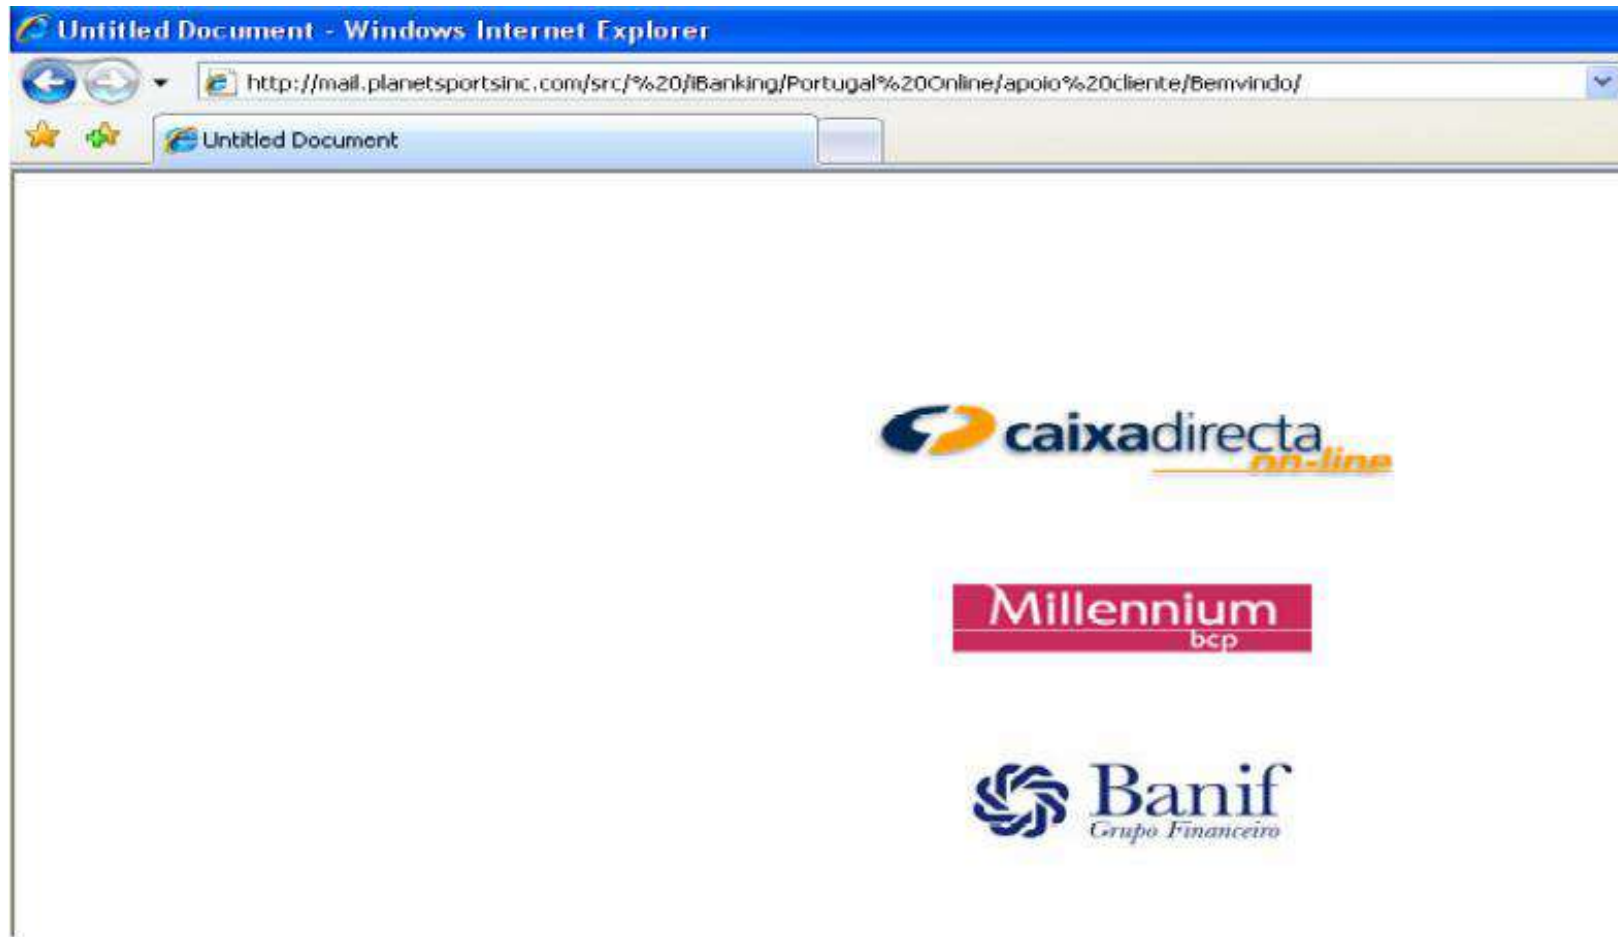 Untitled Document - Windows Internet Explorer
http://mail.planetsportsinc.com/src/%20/iBanking/Portugal%20Online/apoio%20cliente/Bemvindo/
Untitled Document
caixadirecta
on-line
Millennium
bcp
Banif
Grupo Financeiro